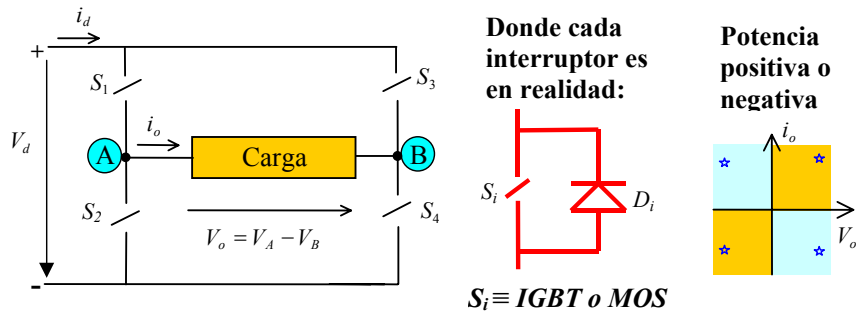 i_d
+
S_1
S_3
V_d
i_o
A
Carga
B
S_2
S_4
V_o = V_A − V_B
-
Donde cada
interruptor es
en realidad:
S_i
D_i
S_i ≡ IGBT o MOS
Potencia
positiva o
negativa
i_o
V_o